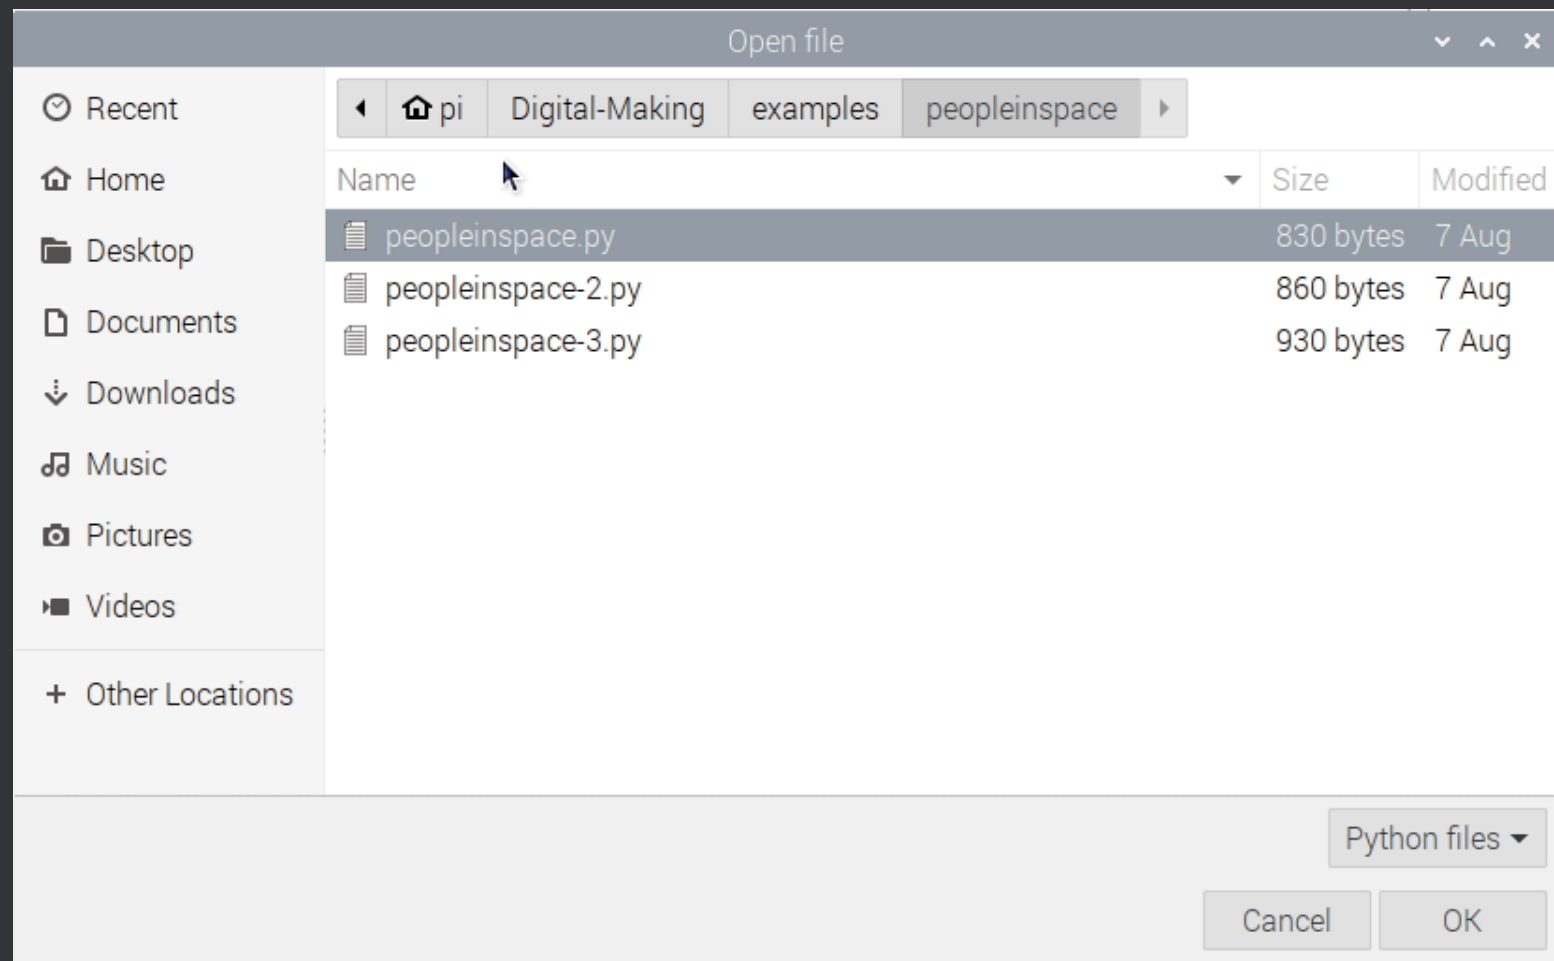 Open file
Recent
Home
Desktop
Documents
Downloads
Music
Pictures
Videos
Other Locations
pi Digital-Making examples peopleinspace
Name Size Modified
peopleinspace.py 830 bytes 7 Aug
peopleinspace-2.py 860 bytes 7 Aug
peopleinspace-3.py 930 bytes 7 Aug
Python files
Cancel OK